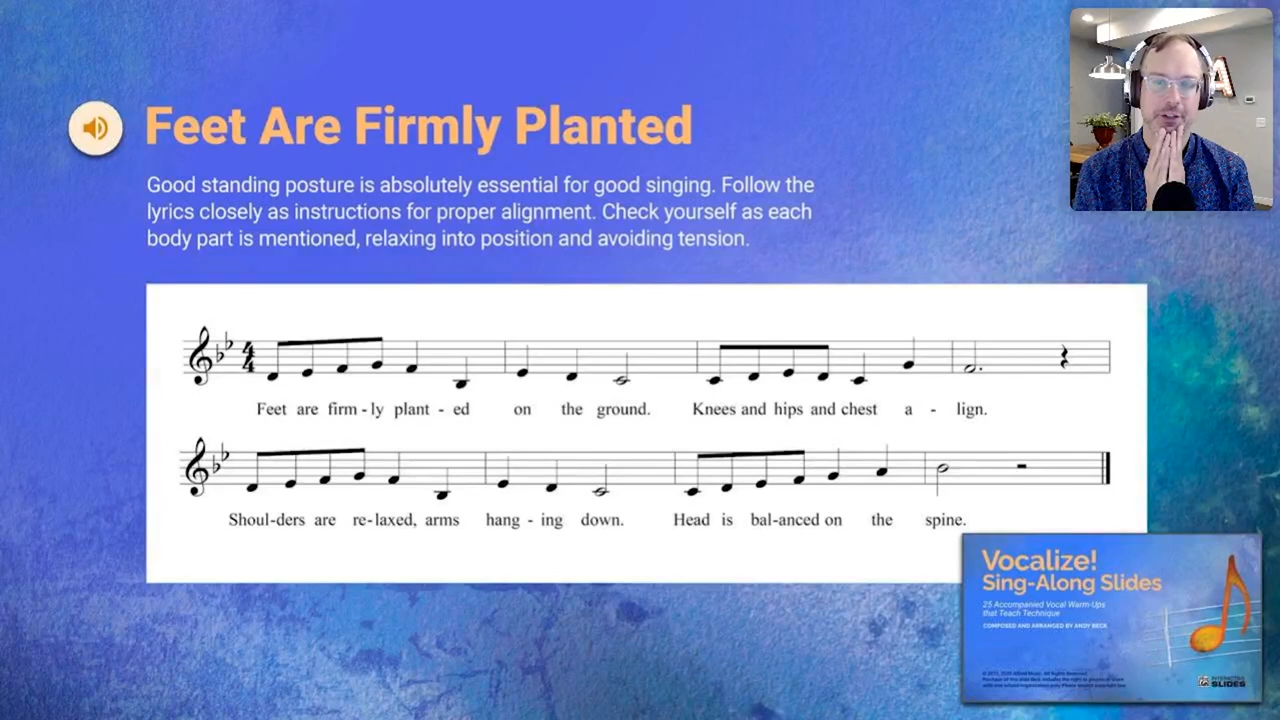 Feet Are Firmly Planted
Good standing posture is absolutely essential for good singing. Follow the
lyrics closely as instructions for proper alignment. Check yourself as each
body part is mentioned, relaxing into position and avoiding tension.
4
4
Feet are firm - ly plant - ed on the ground. Knees and hips and chest a - lign.
Shoul-ders are re-laxed, arms hang - ing down. Head is bal-anced on the spine.
Vocalize!
Sing-Along Slides
25 Accompanied Vocal Warm-Ups
that Teach Technique
COMPOSED AND ARRANGED BY ANDY BECK
INTERACTIVE
SLIDES
A